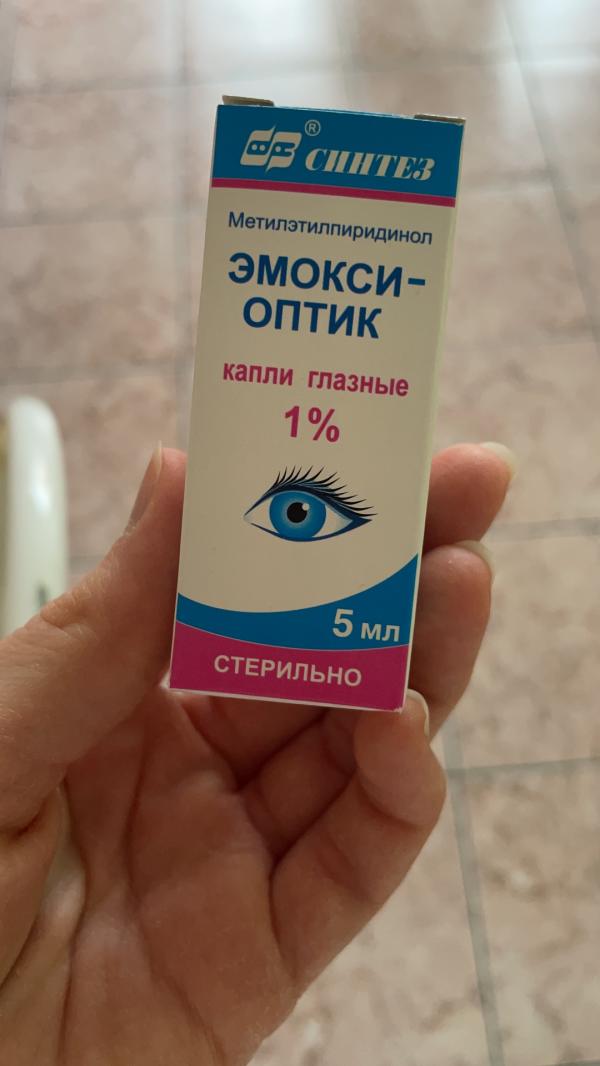 ® СИНТЕЗ
Метилэтилпиридинол
ЭМОКСИ-
ОПТИК
капли глазные
1%
5 мл
СТЕРИЛЬНО